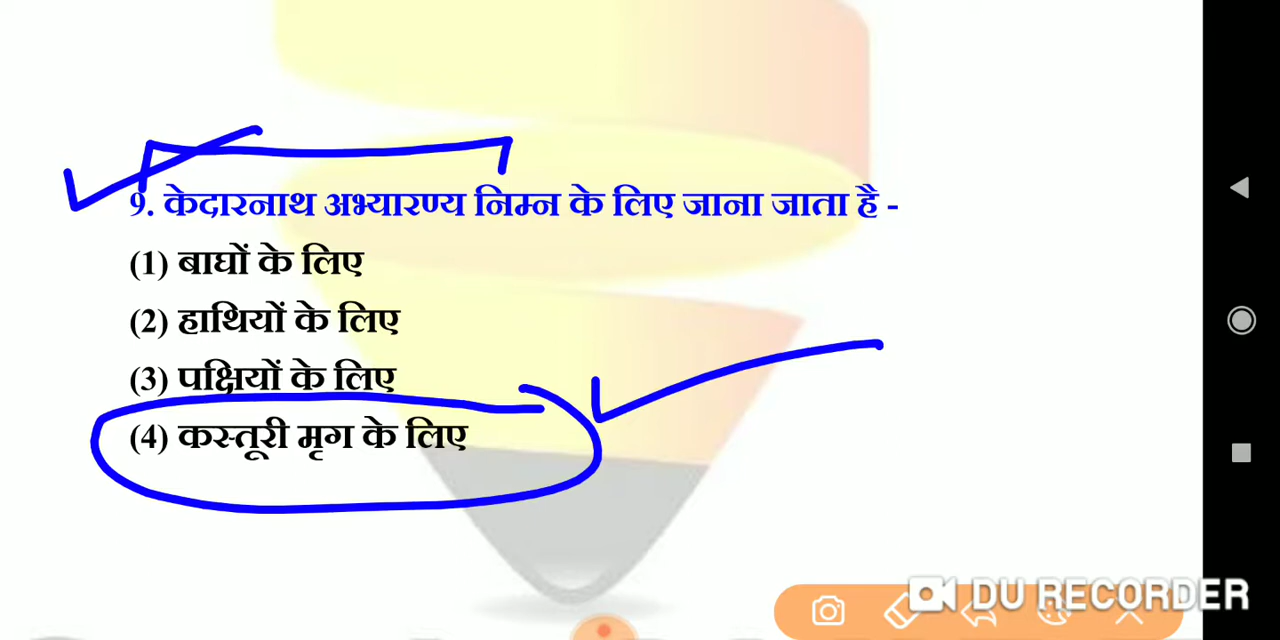 9. केदारनाथ अभ्यारण्य निम्न के लिए जाना जाता है -
(1) बाघों के लिए
(2) हाथियों के लिए
(3) पक्षियों के लिए
(4) कस्तूरी मृग के लिए
DU RECORDER